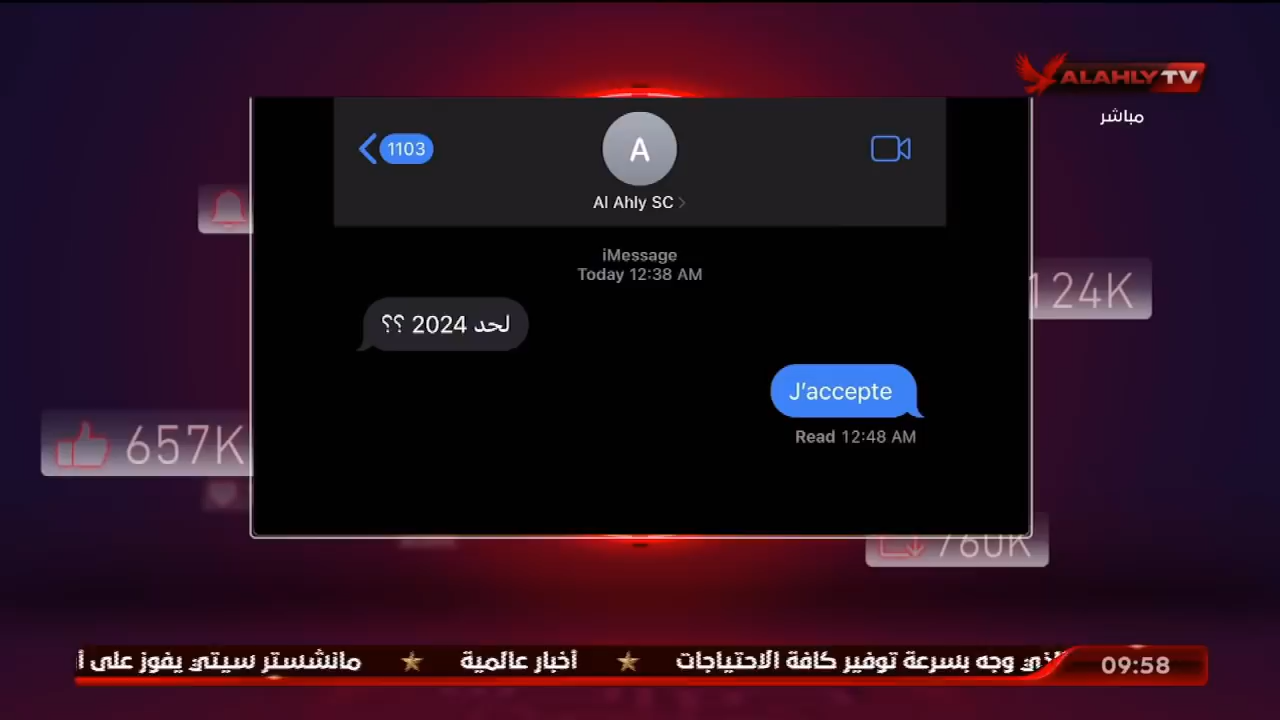 ALAHLY TV
مباشر
1103
A
Al Ahly SC
iMessage
Today 12:38 AM
لحد 2024 ؟؟
J'accepte
Read 12:48 AM
124K
657K
760K
وجه بسرعة توفير كافة الاحتياجات ★ أخبار عالمية ★ مانشستر سيتي يفوز على
09:58